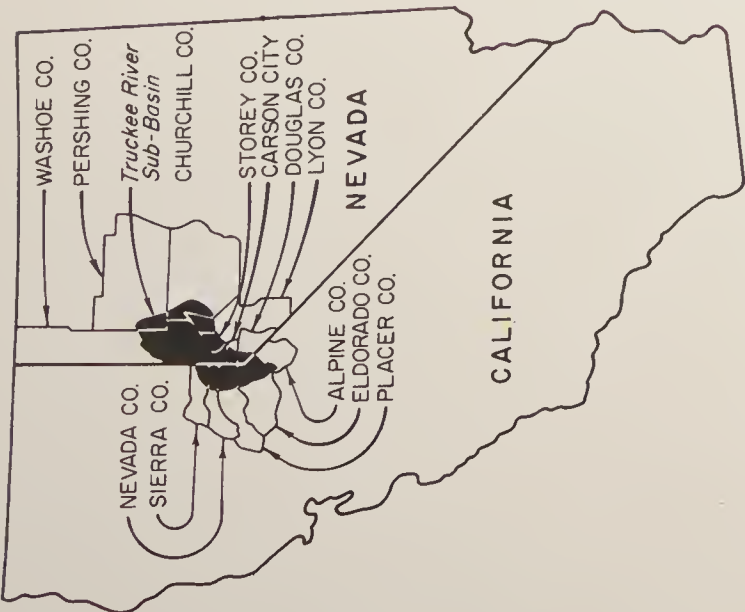 WASHOE CO.
PERSHING CO.
Truckee River
Sub-Basin
CHURCHILL CO.
STOREY CO.
CARSON CITY
DOUGLAS CO.
LYON CO.
NEVADA
NEVADA CO.
SIERRA CO.
ALPINE CO.
ELDORADO CO.
PLACER CO.
CALIFORNIA